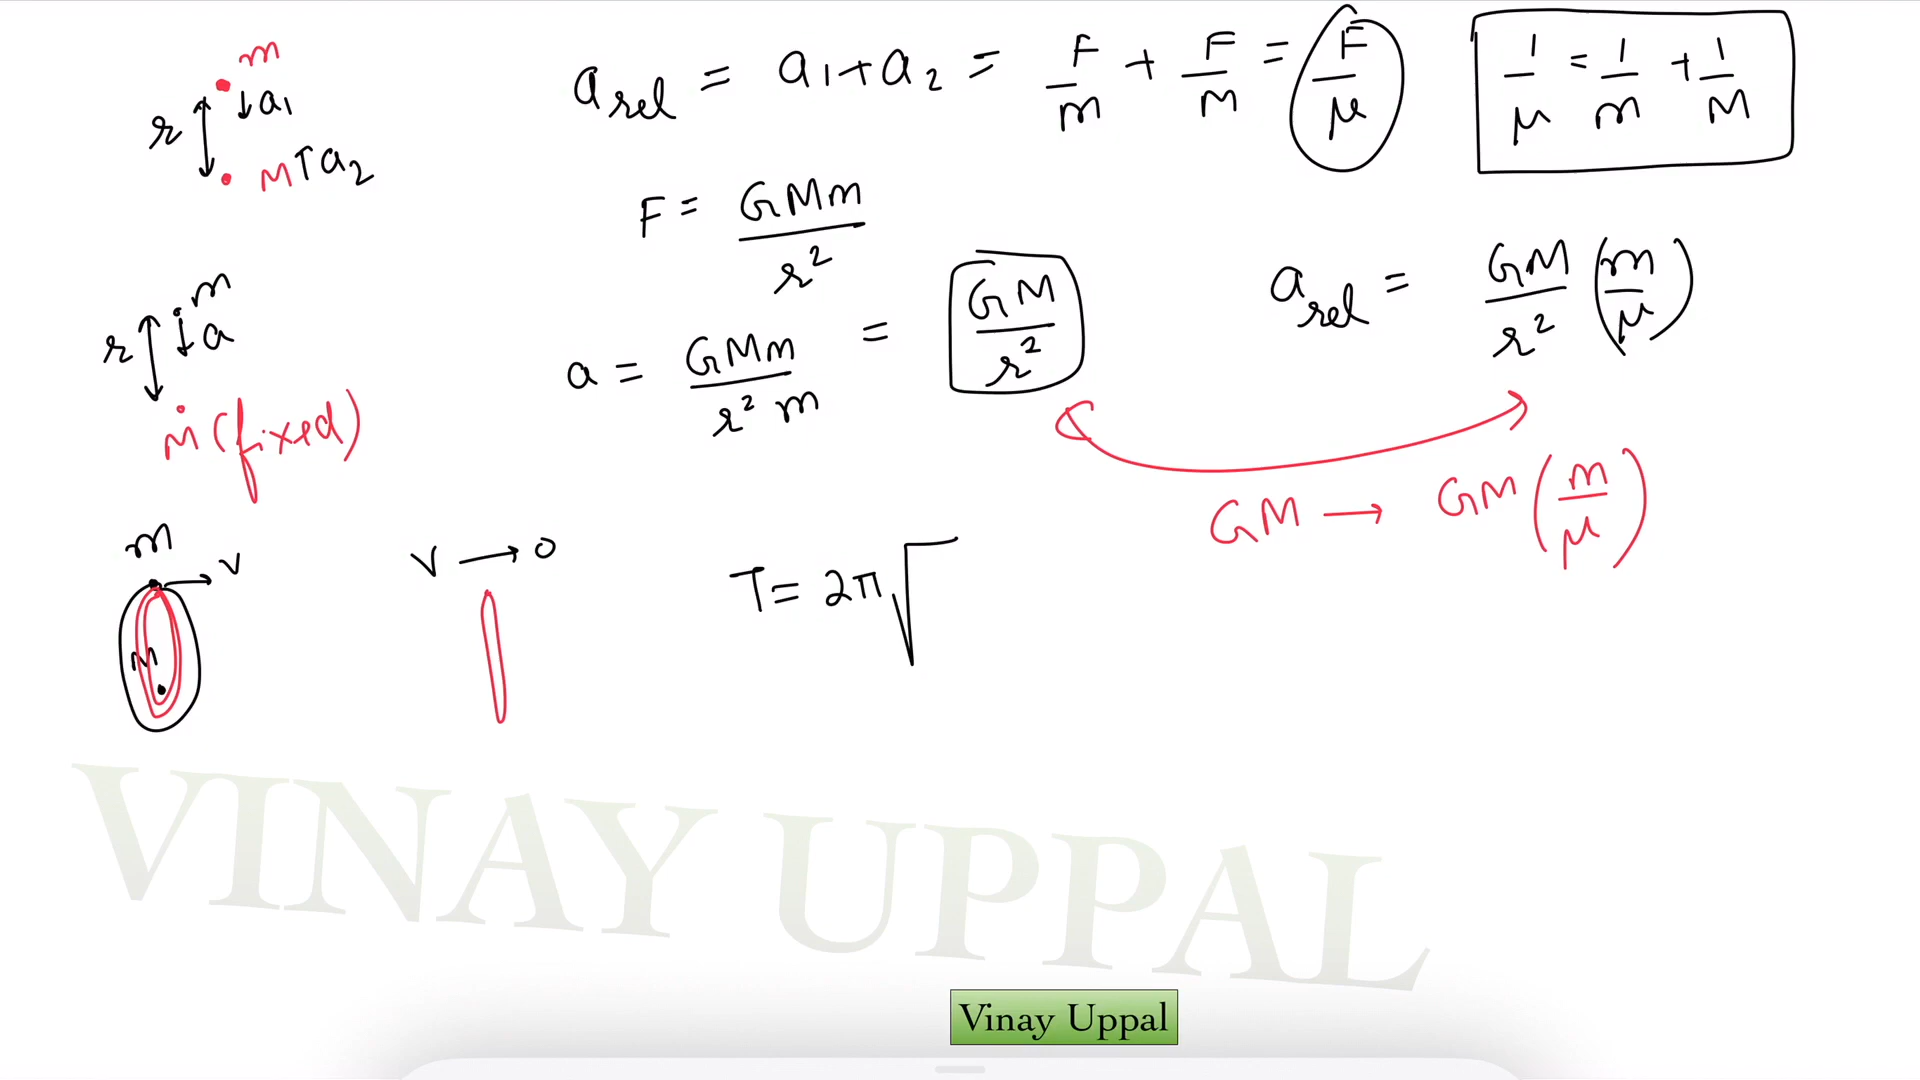 m
r ↕ ↓a₁
M ↑a₂
a_rel = a₁+a₂ = F/m + F/M = F/μ
1/μ = 1/m + 1/M
F = GMm/r²
m
r ↕ ↓a
M (fixed)
a = GMm/r²m = GM/r²
a_rel = GM/r² (m/μ)
GM → GM (m/μ)
m
→ v
M
v → 0
T = 2π√
VINAY UPPAL
Vinay Uppal